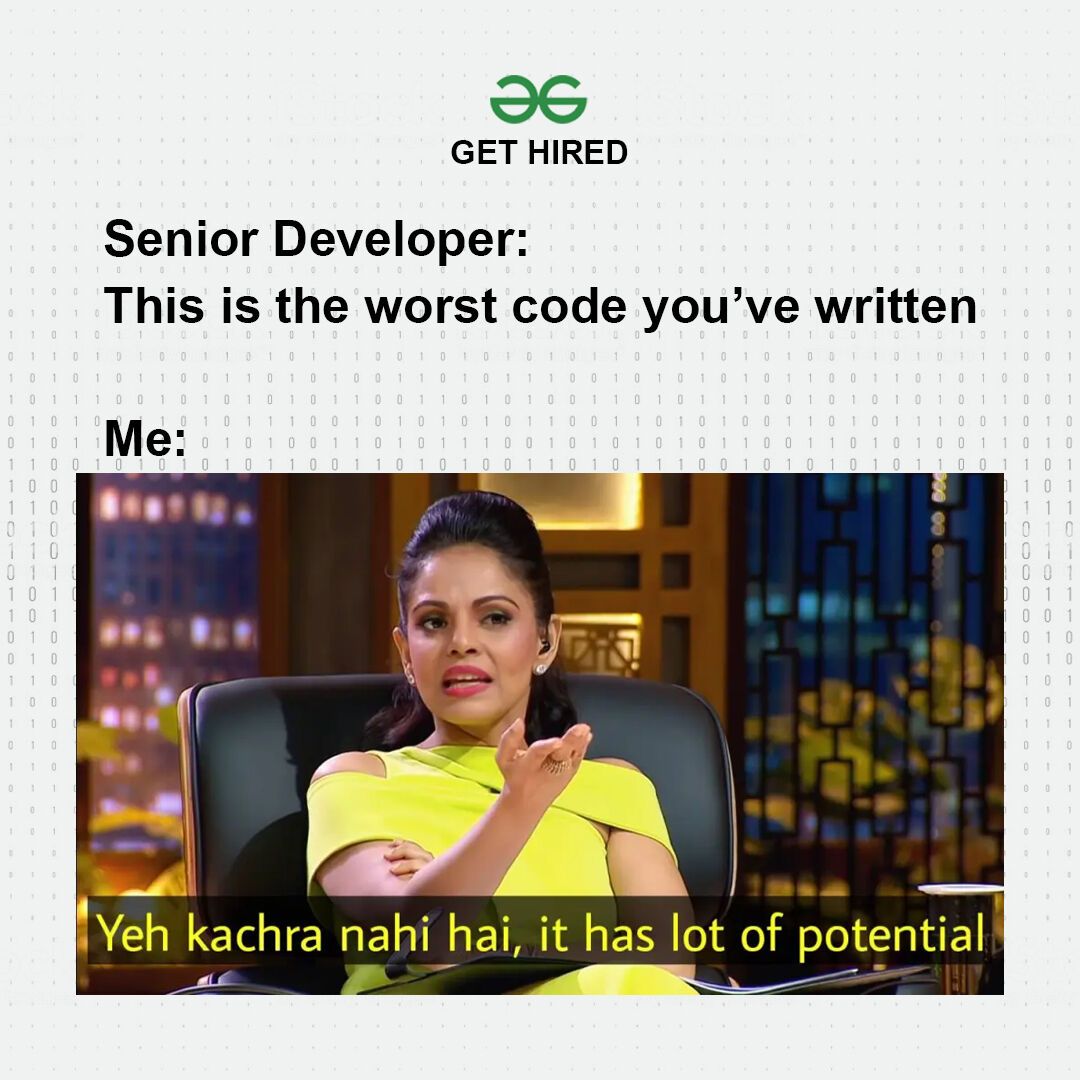 GET HIRED
Senior Developer:
This is the worst code you’ve written
Me:
Yeh kachra nahi hai, it has lot of potential